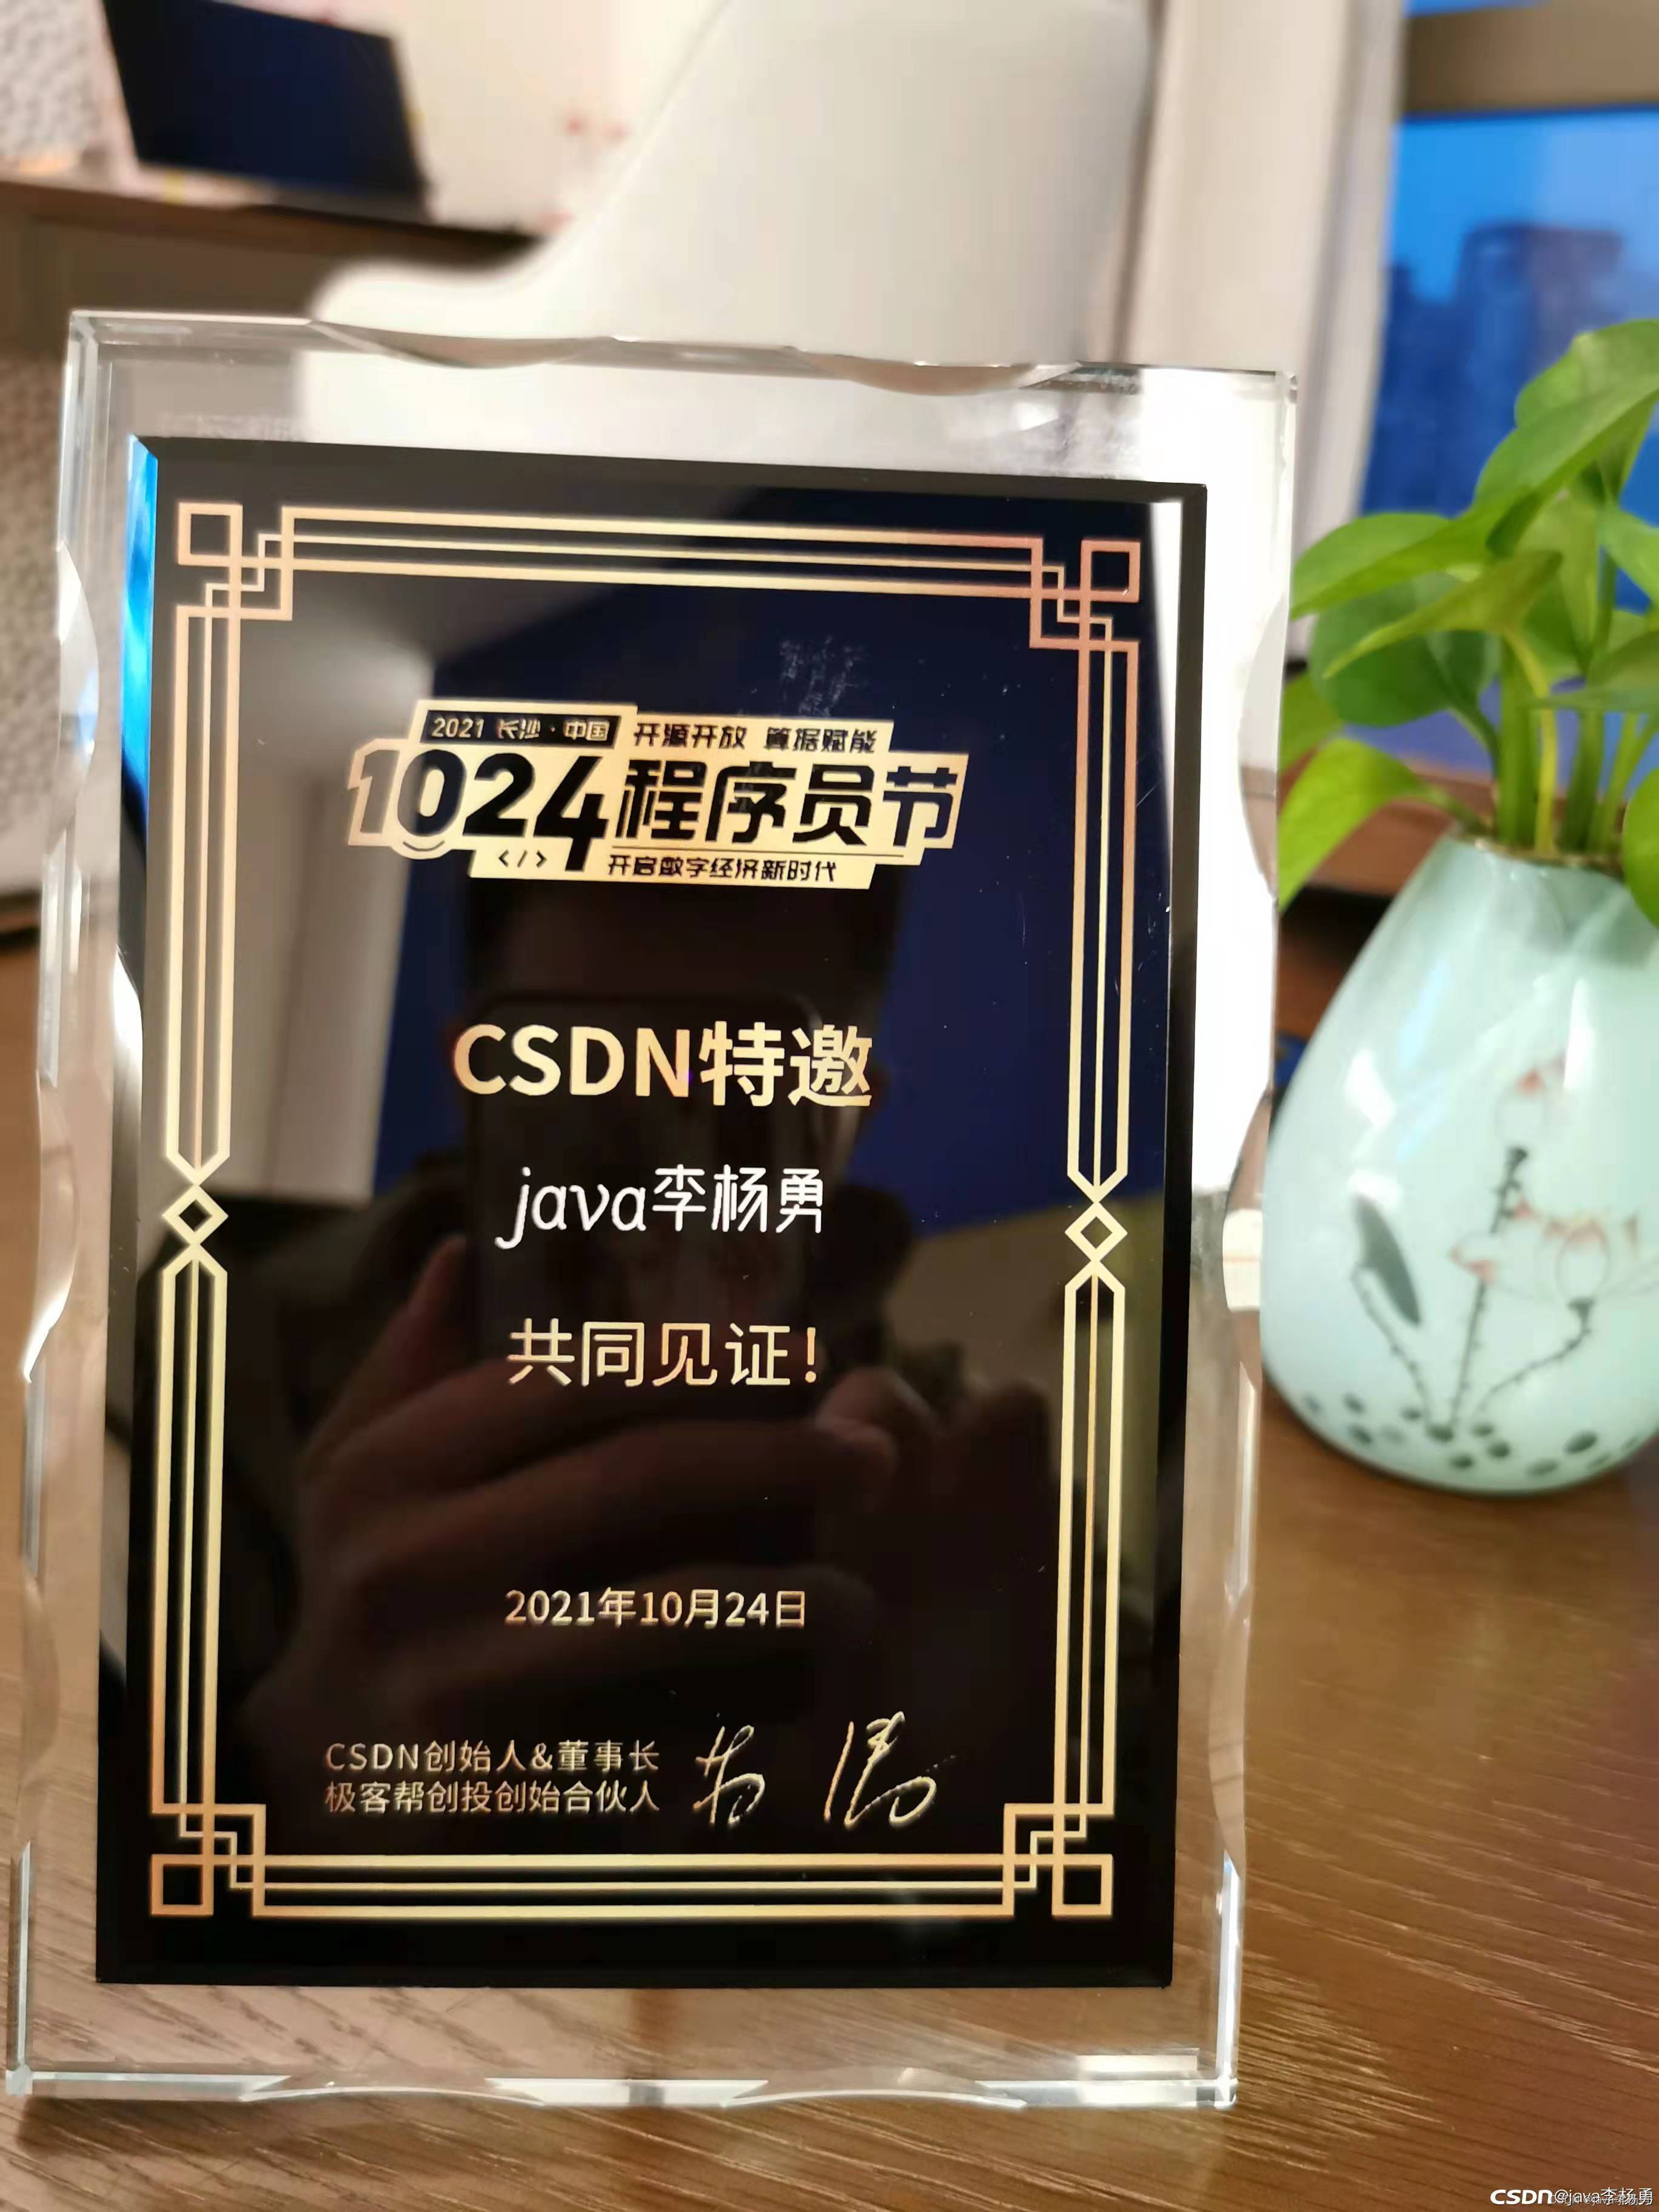 2021 长沙·中国 开源开放 算据赋能
1024程序员节
</> 开启数字经济新时代
CSDN特邀
java李杨勇
共同见证!
2021年10月24日
CSDN创始人&董事长
极客帮创投创始合伙人
CSDN @java李杨勇